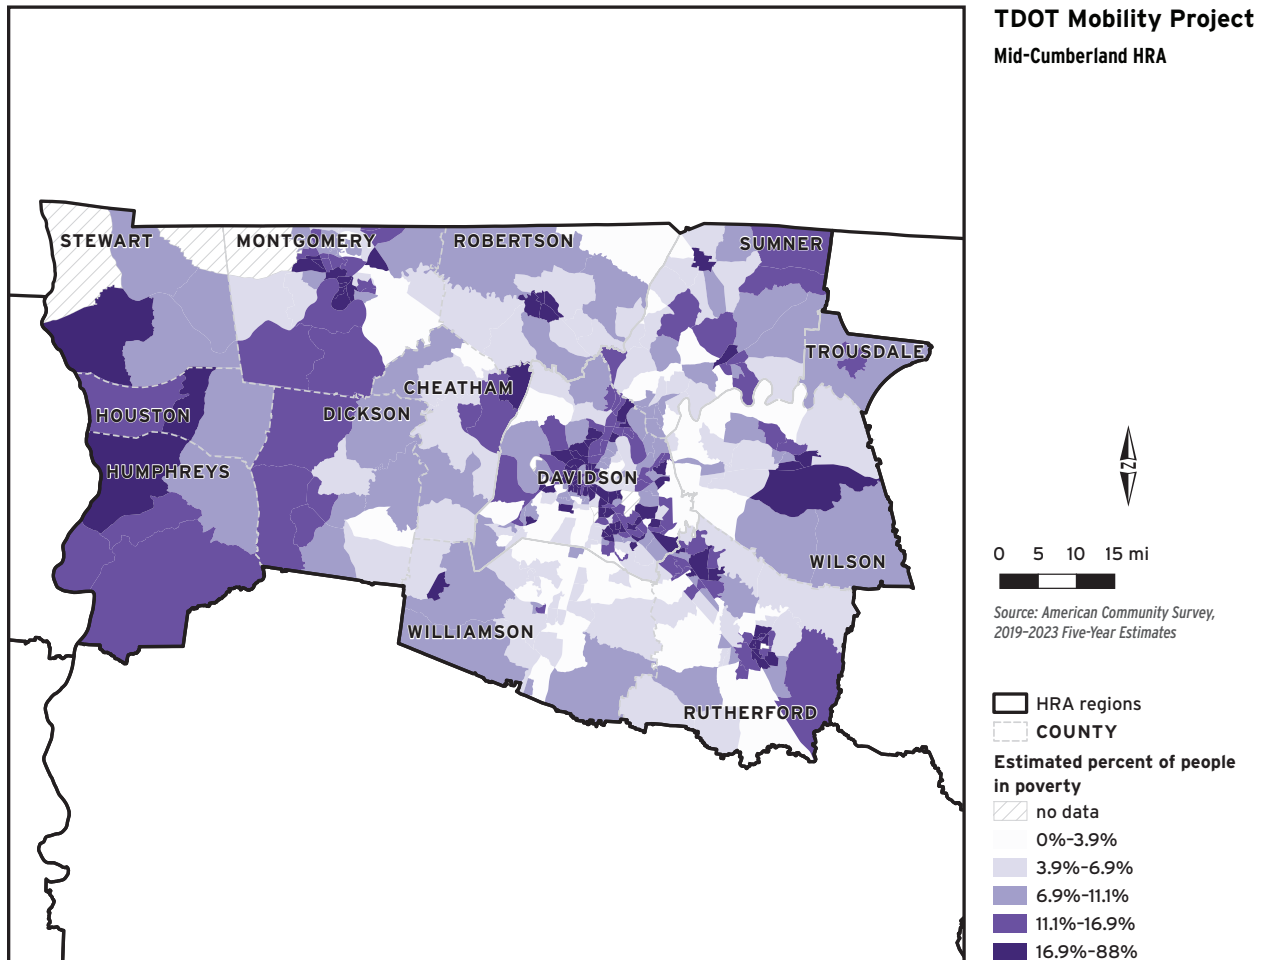 TDOT Mobility Project
Mid-Cumberland HRA
STEWART
MONTGOMERY
ROBERTSON
SUMNER
TROUSDALE
CHEATHAM
HOUSTON
DICKSON
HUMPHREYS
DAVIDSON
WILSON
WILLIAMSON
RUTHERFORD
N
0 5 10 15 mi
Source: American Community Survey,
2019–2023 Five-Year Estimates
HRA regions
COUNTY
Estimated percent of people
in poverty
no data
0%–3.9%
3.9%–6.9%
6.9%–11.1%
11.1%–16.9%
16.9%–88%